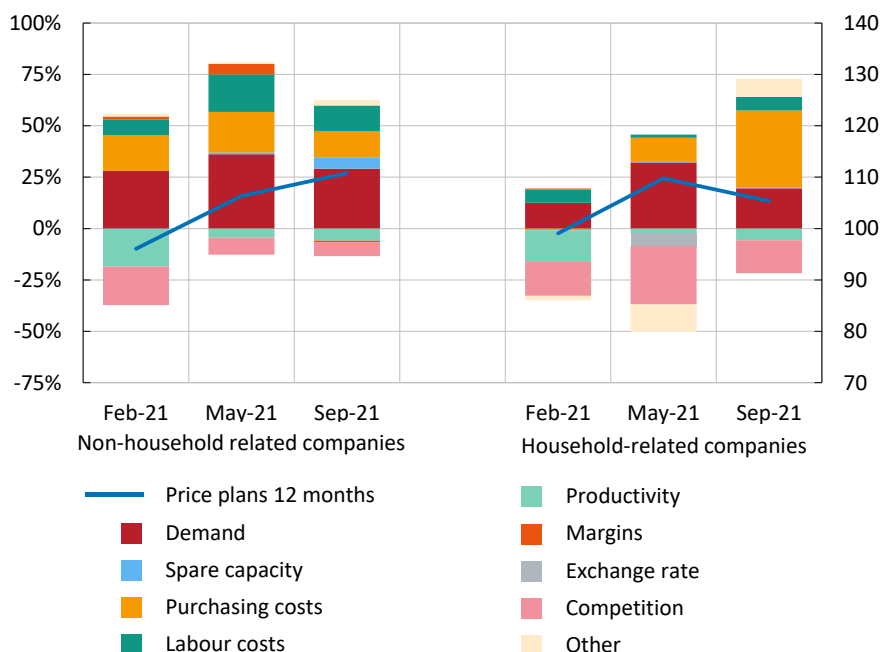 100% 140
75% 130
50% 120
25% 110
0% 100
-25% 90
-50% 80
-75% 70
Feb-21 May-21 Sep-21 Feb-21 May-21 Sep-21
Non-household related companies Household-related companies
Price plans 12 months Productivity
Demand Margins
Spare capacity Exchange rate
Purchasing costs Competition
Labour costs Other